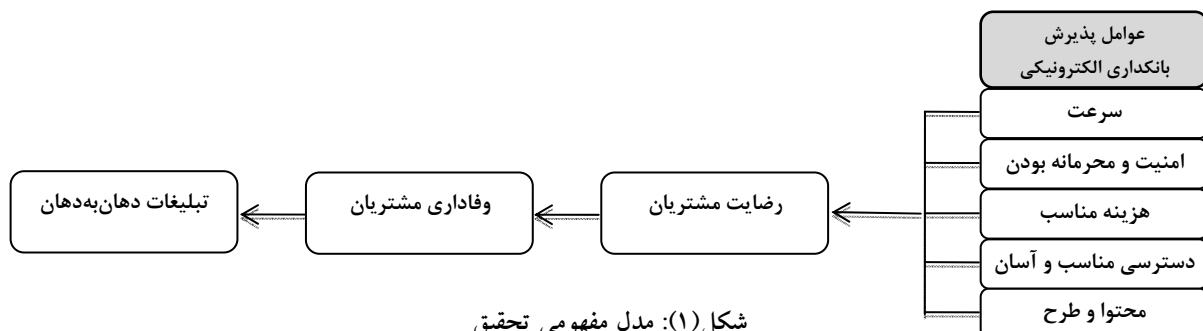 عوامل پذیرش
بانکداری الکترونیکی
سرعت
امنیت و محرمانه بودن
هزینه مناسب
دسترسی مناسب و آسان
محتوا و طرح
رضایت مشتریان
وفاداری مشتریان
تبلیغات دهان‌به‌دهان
شکل(۱): مدل مفهومی تحقیق